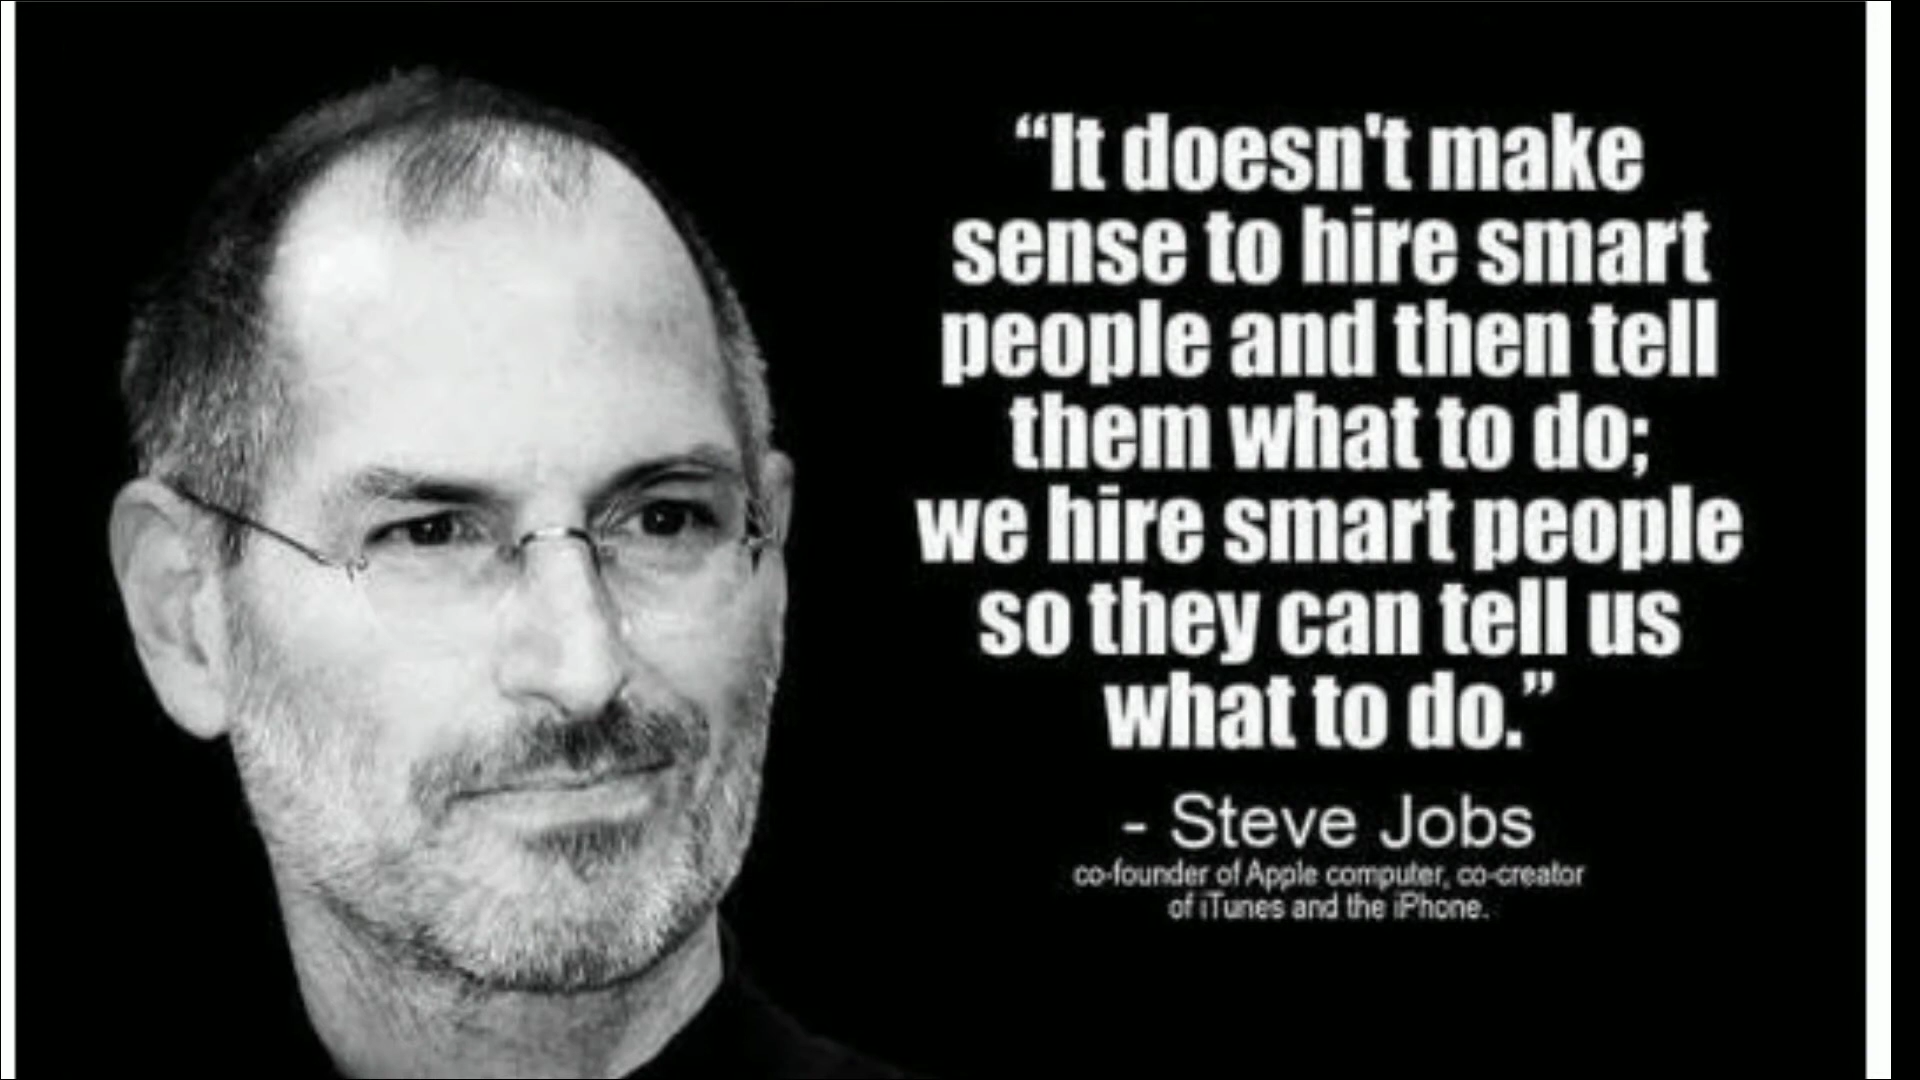 “It doesn't make
sense to hire smart
people and then tell
them what to do;
we hire smart people
so they can tell us
what to do.”
- Steve Jobs
co-founder of Apple computer, co-creator
of iTunes and the iPhone.